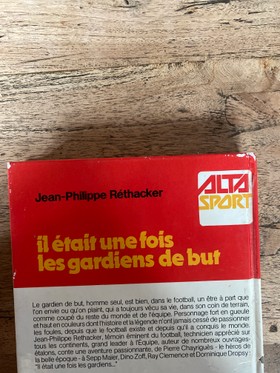 Jean-Philippe Réthacker
ALTA
SPORT
il était une fois
les gardiens de but
Le gardien de but, homme seul, est bien, dans le football, un être à part que
l'on envie ou qu'on plaint, qui a toujours vécu sa vie, dans son coin de terrain,
comme coupé du reste du monde et de l'équipe. Personnage fort en gueule
et haut en couleurs dont l'histoire et la légende n'ont jamais cessé de passionner
les foules, depuis que le football existe et depuis qu'il a conquis le monde.
Jean-Philippe Réthacker, témoin éminent du football, technicien apprécié sur
tous les continents, grand leader à l'Équipe, auteur de nombreux ouvrages-
étalons, conte une aventure passionnante, de Pierre Chayriguès - le héros de
la belle époque - à Sepp Maier, Dino Zoff, Ray Clemence et Dominique Dropsy :
"Il était une fois les gardiens..."